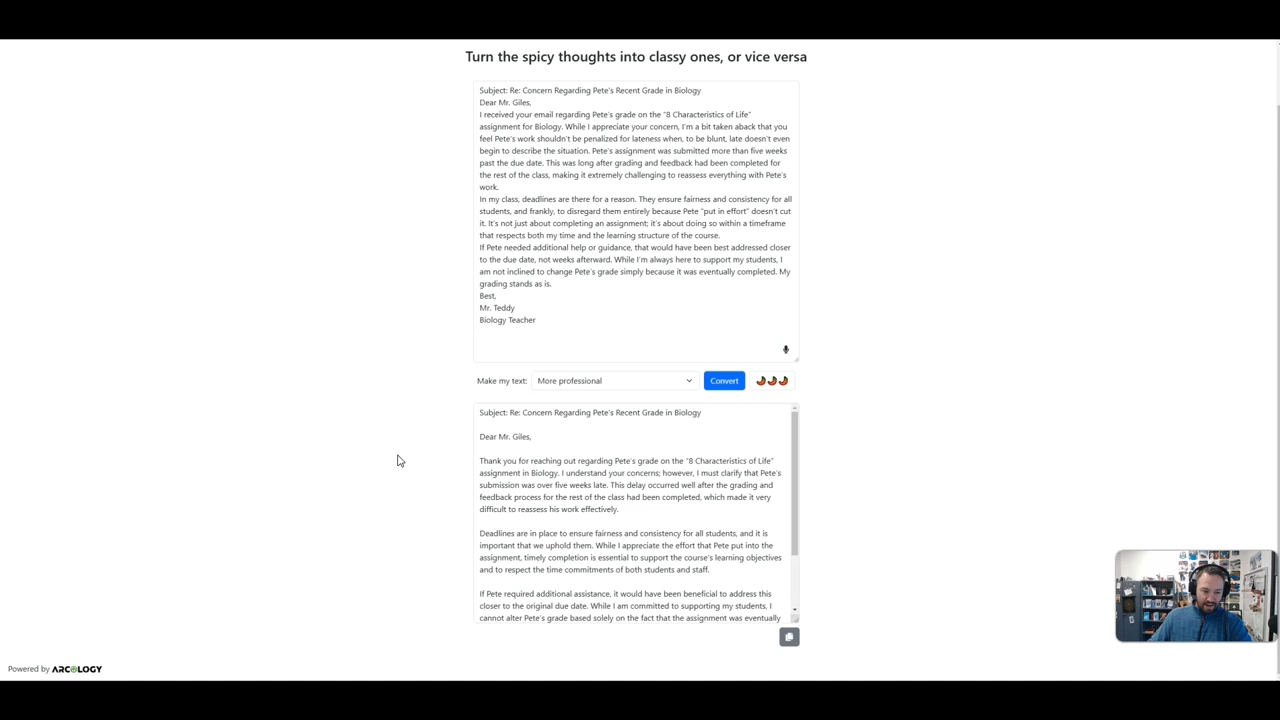 Turn the spicy thoughts into classy ones, or vice versa
Subject: Re: Concern Regarding Pete's Recent Grade in Biology
Dear Mr. Giles,
I received your email regarding Pete's grade on the "8 Characteristics of Life"
assignment for Biology. While I appreciate your concern, I'm a bit taken aback that you
feel Pete's work shouldn't be penalized for lateness when, to be blunt, late doesn't even
begin to describe the situation. Pete's assignment was submitted more than five weeks
past the due date. This was long after grading and feedback had been completed for
the rest of the class, making it extremely challenging to reassess everything with Pete's
work.
In my class, deadlines are there for a reason. They ensure fairness and consistency for all
students, and frankly, to disregard them entirely because Pete "put in effort" doesn't cut
it. It's not just about completing an assignment; it's about doing so within a timeframe
that respects both my time and the learning structure of the course.
If Pete needed additional help or guidance, that would have been best addressed closer
to the due date, not weeks afterward. While I'm always here to support my students, I
am not inclined to change Pete's grade simply because it was eventually completed. My
grading stands as is.
Best,
Mr. Teddy
Biology Teacher
Make my text: More professional Convert
Subject: Re: Concern Regarding Pete's Recent Grade in Biology
Dear Mr. Giles,
Thank you for reaching out regarding Pete's grade on the "8 Characteristics of Life"
assignment in Biology. I understand your concerns; however, I must clarify that Pete's
submission was over five weeks late. This delay occurred well after the grading and
feedback process for the rest of the class had been completed, which made it very
difficult to reassess his work effectively.
Deadlines are in place to ensure fairness and consistency for all students, and it is
important that we uphold them. While I appreciate the effort that Pete put into the
assignment, timely completion is essential to support the course's learning objectives
and to respect the time commitments of both students and staff.
If Pete required additional assistance, it would have been beneficial to address this
closer to the original due date. While I am committed to supporting my students, I
cannot alter Pete's grade based solely on the fact that the assignment was eventually
Powered by ARCOLOGY